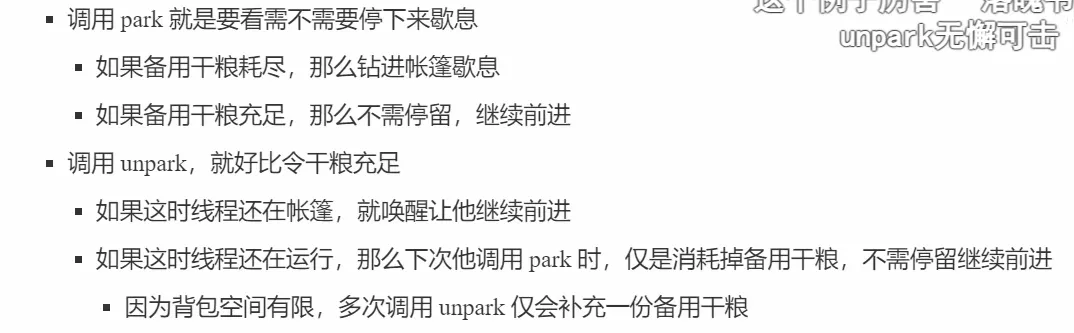 调用 park 就是要看需不需要停下来歇息
unpark无懈可击
如果备用干粮耗尽，那么钻进帐篷歇息
如果备用干粮充足，那么不需停留，继续前进
调用 unpark，就好比令干粮充足
如果这时线程还在帐篷，就唤醒让他继续前进
如果这时线程还在运行，那么下次他调用 park 时，仅是消耗掉备用干粮，不需停留继续前进
因为背包空间有限，多次调用 unpark 仅会补充一份备用干粮